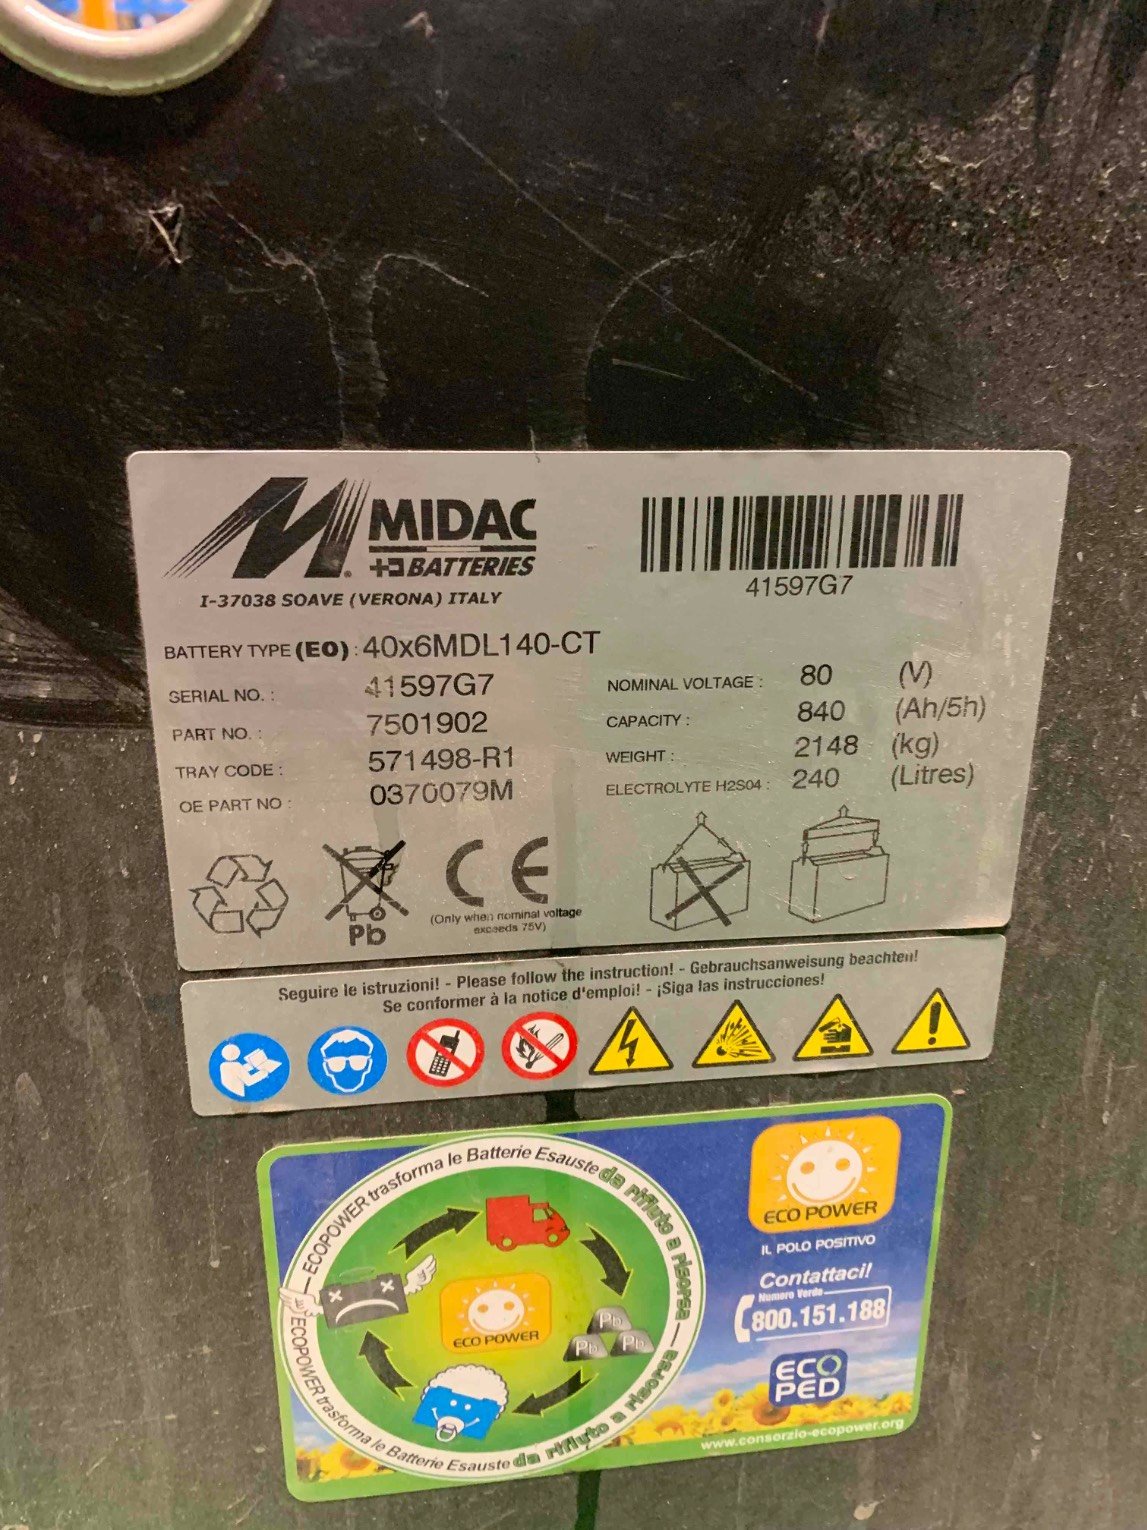 MIDAC
BATTERIES
I-37038 SOAVE (VERONA) ITALY
41597G7
BATTERY TYPE (EO) : 40x6MDL140-CT
SERIAL NO. : 41597G7
PART NO. : 7501902
TRAY CODE : 571498-R1
OE PART NO : 0370079M
NOMINAL VOLTAGE : 80 (V)
CAPACITY : 840 (Ah/5h)
WEIGHT : 2148 (kg)
ELECTROLYTE H2S04 : 240 (Litres)
Pb
CE
(Only when nominal voltage
exceeds 75V)
Seguire le istruzioni! - Please follow the instruction! - Gebrauchsanweisung beachten!
Se conformer à la notice d'emploi! - ¡Siga las instrucciones!
ECOPOWER trasforma le Batterie Esauste da rifiuto a risorsa
ECOPOWER trasforma le Batterie Esauste da rifiuto a risorsa
ECO POWER
Pb
Pb
Pb
ECO POWER
IL POLO POSITIVO
Contattaci!
Numero Verde
800.151.188
ECO
PED
www.consorzio-ecopower.org